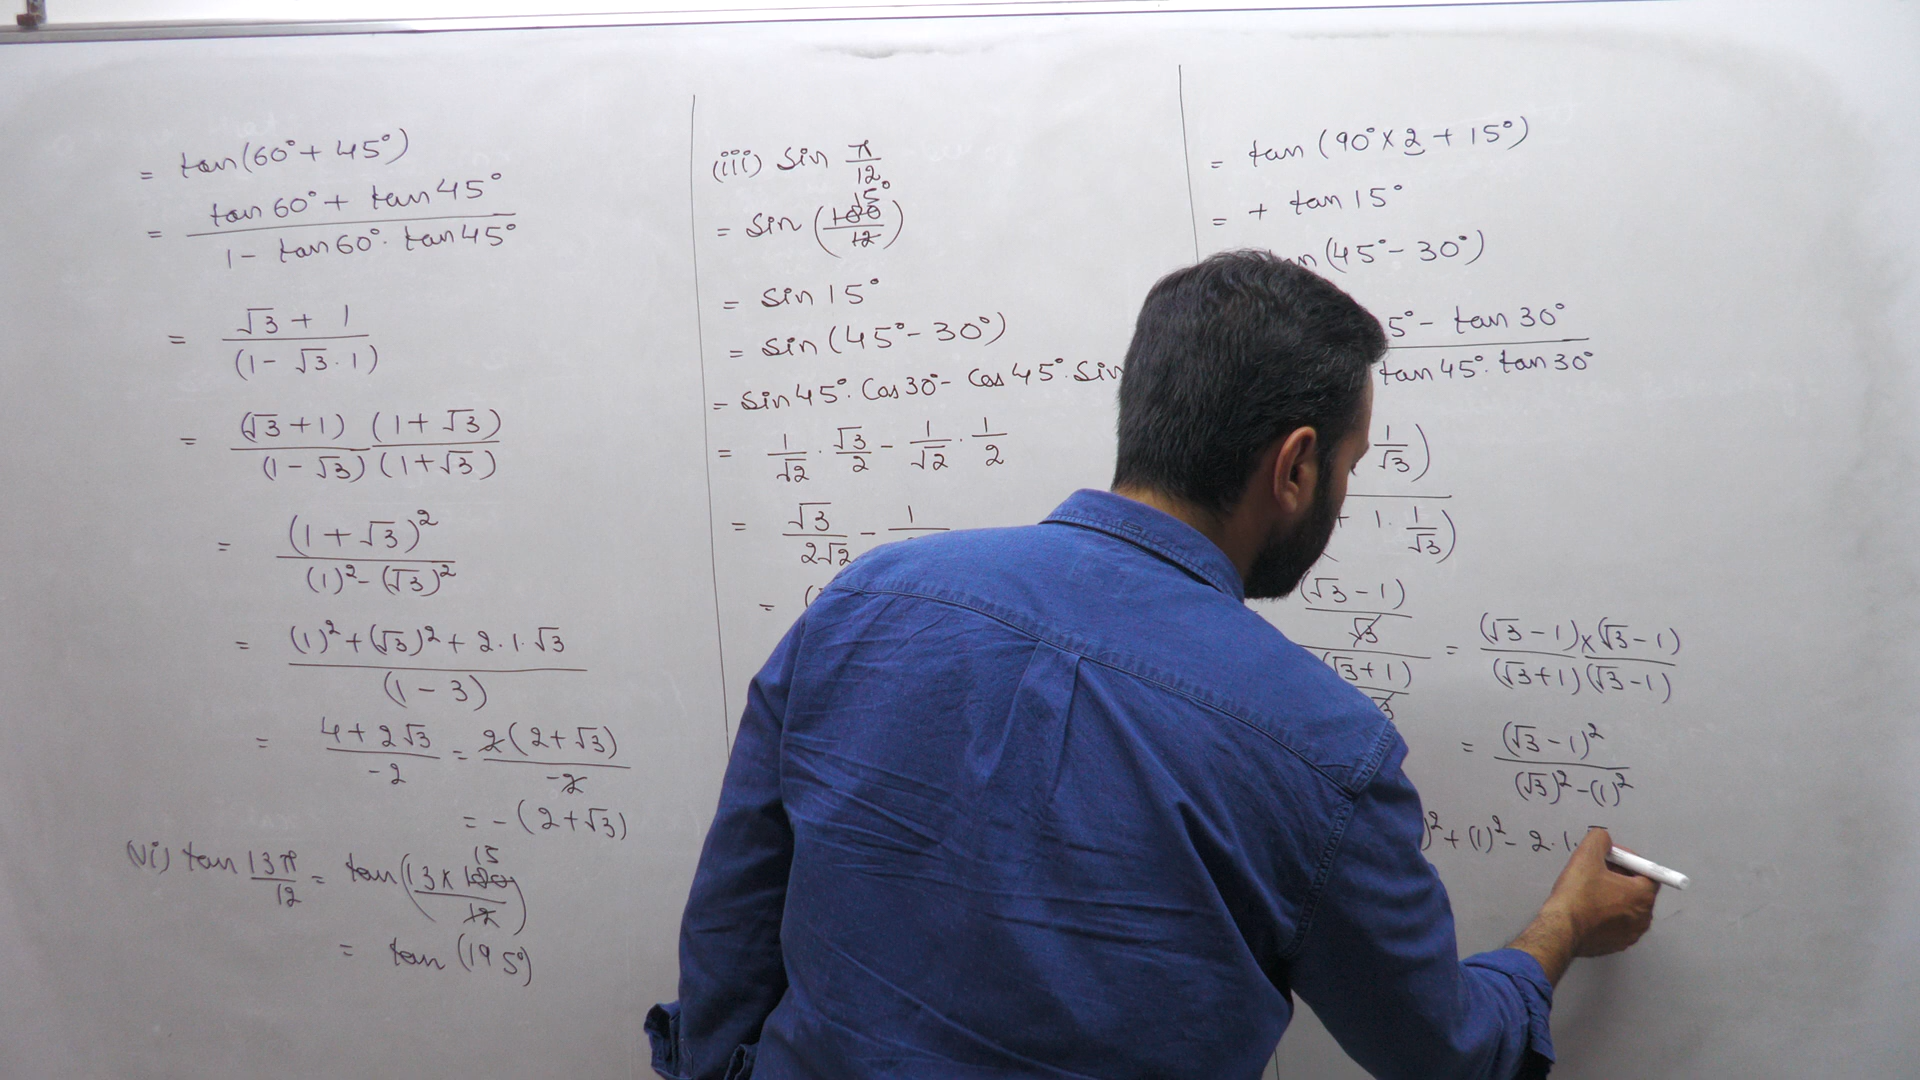 = tan(60° + 45°)
= (tan 60° + tan 45°) / (1 - tan 60° . tan 45°)
= (√3 + 1) / (1 - √3 . 1)
= (√3 + 1) (1 + √3) / (1 - √3) (1 + √3)
= (1 + √3)² / (1)² - (√3)²
= (1)² + (√3)² + 2 . 1 . √3 / (1 - 3)
= 4 + 2√3 / -2 = 2(2 + √3) / -2
= - (2 + √3)
(vi) tan 13π/12 = tan (13 × 180 / 12) 15
= tan (195°)
(iii) Sin π/12
= Sin (180 / 12) 15°
= Sin 15°
= Sin (45° - 30°)
= Sin 45° . Cos 30° - Cos 45° . Sin
= 1/√2 . √3/2 - 1/√2 . 1/2
= √3/2√2 - 1
= (
= tan (90° × 2 + 15°)
= + tan 15°
(45° - 30°)
5° - tan 30°
tan 45° . tan 30°
1/√3)
+ 1 . 1/√3)
(√3 - 1) / √3
(√3 + 1) / 3
= (√3 - 1) × (√3 - 1) / (√3 + 1) (√3 - 1)
= (√3 - 1)² / (√3)² - (1)²
)² + (1)² - 2 . 1 .